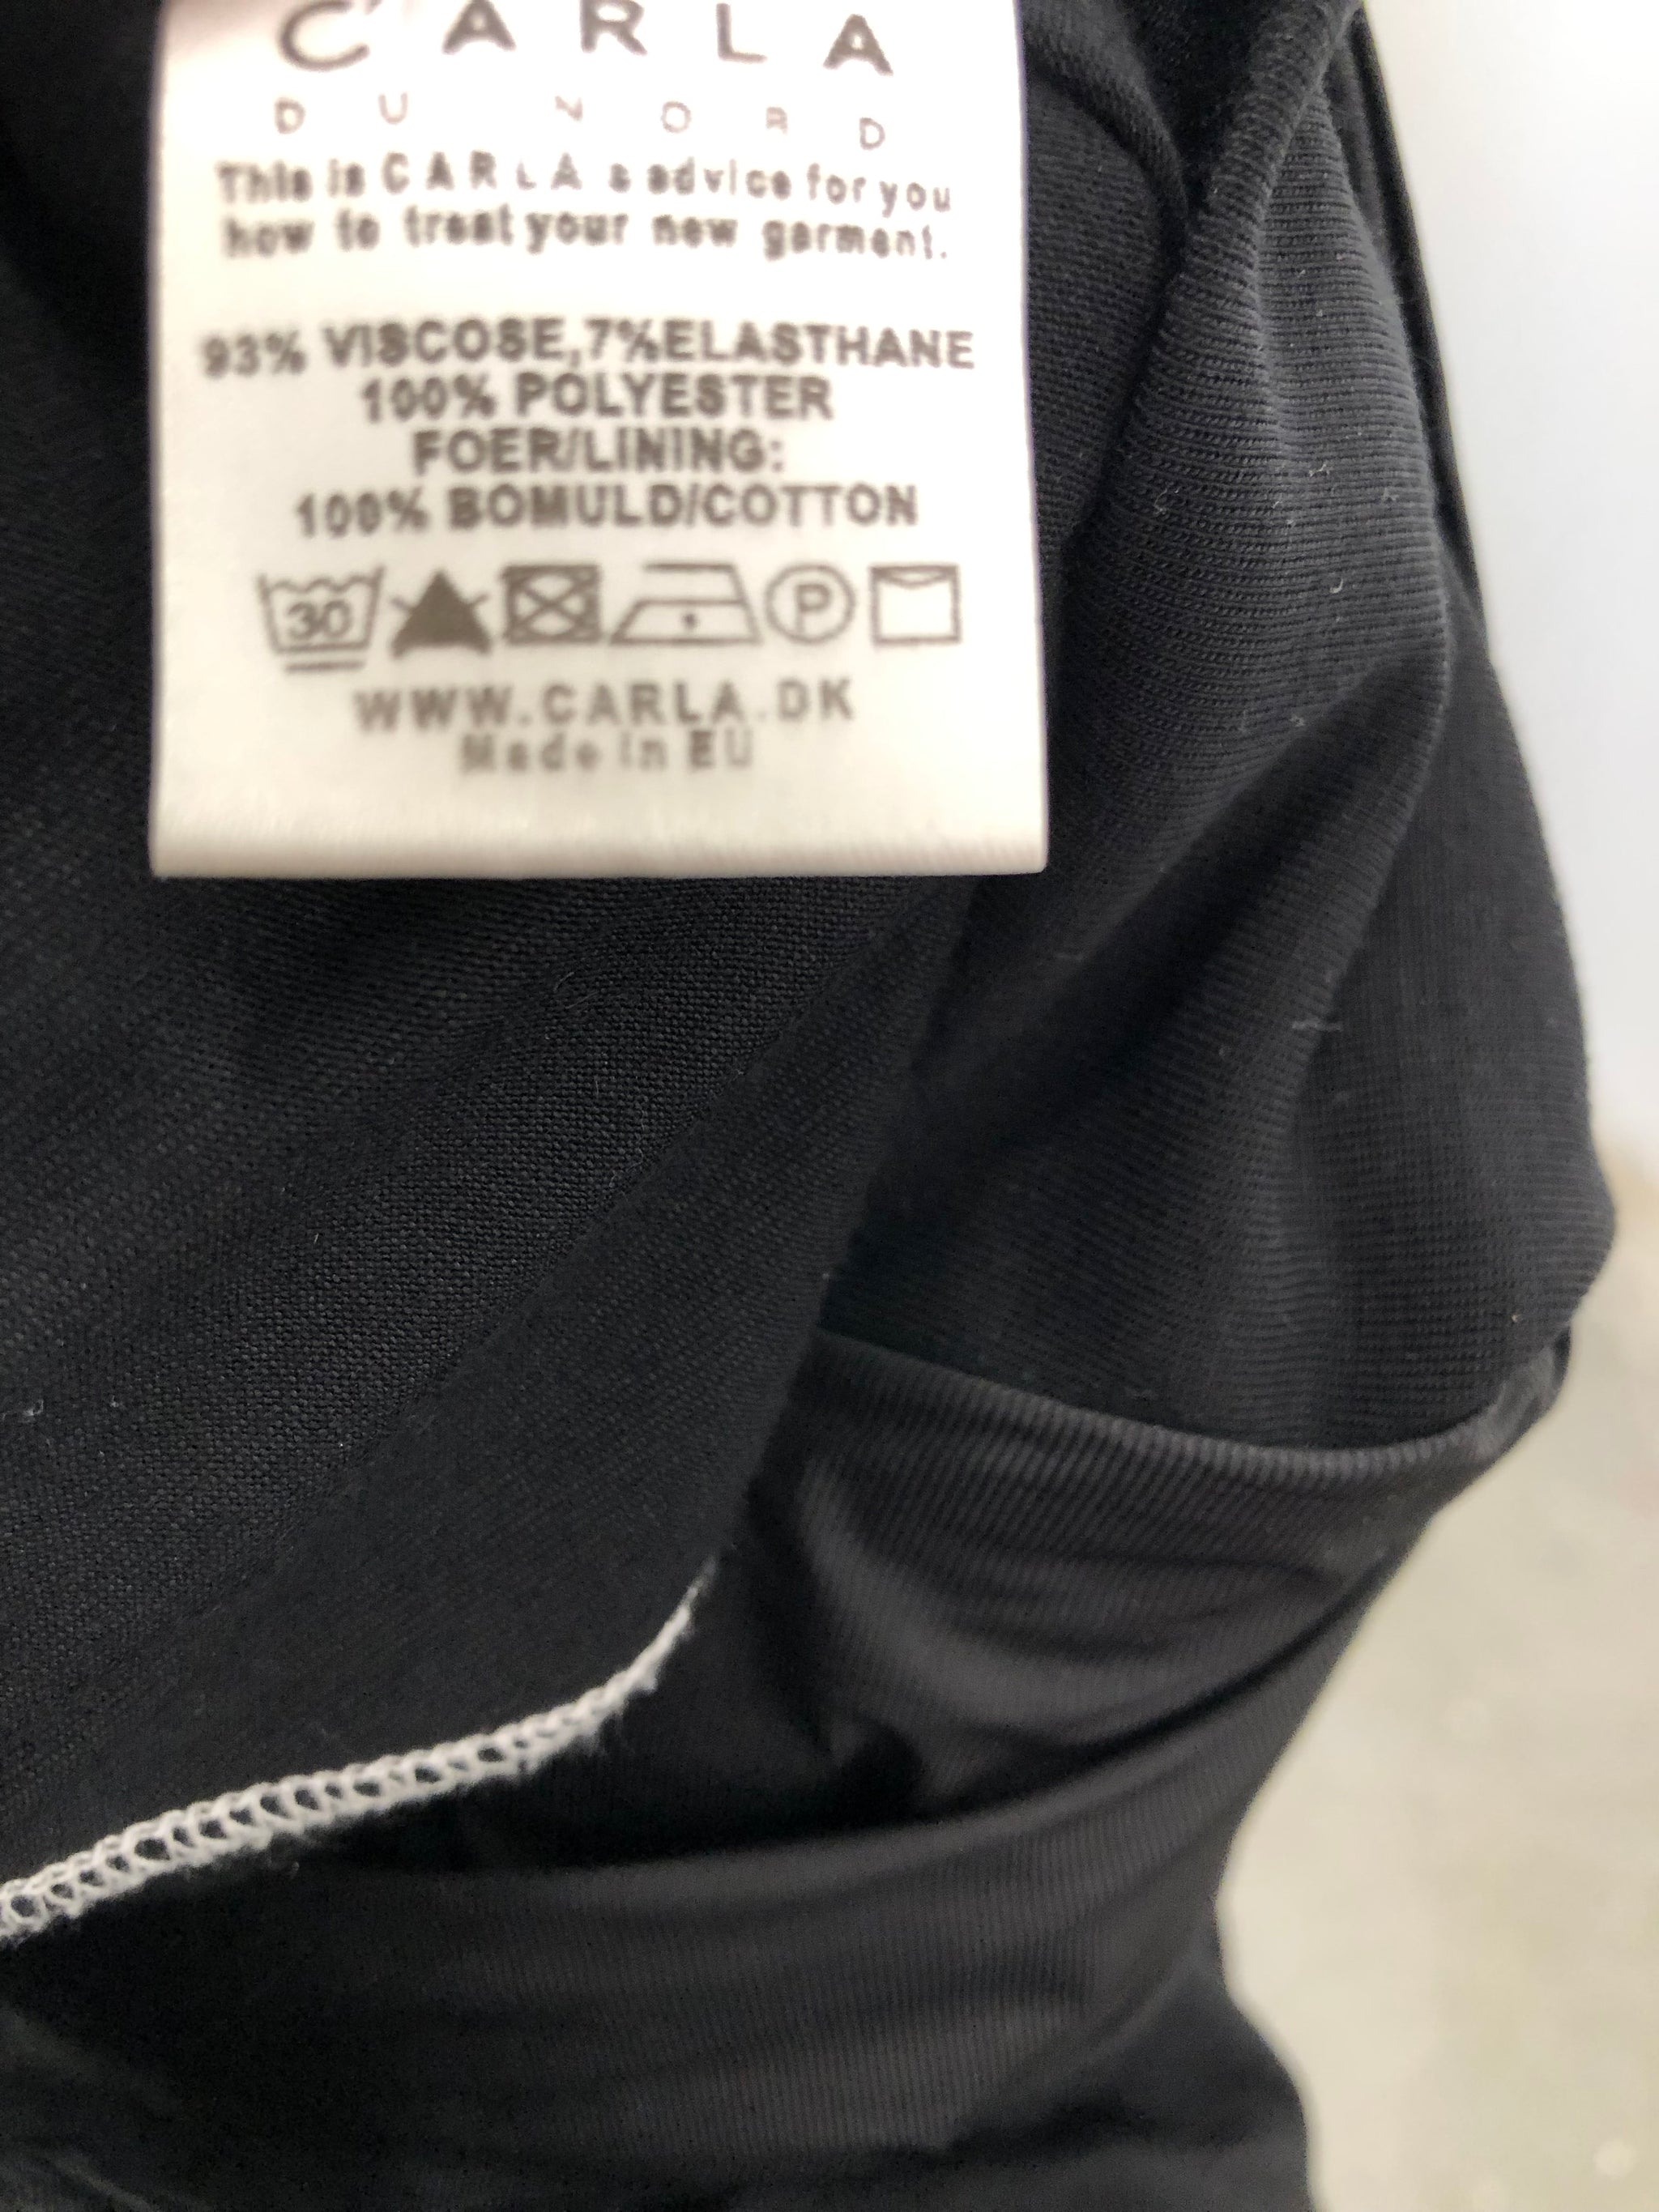 C'ARLA
DU NORD
This is CARLA s advice for you
how to treat your new garment.
93% VISCOSE,7%ELASTHANE
100% POLYESTER
FOER/LINING:
100% BOMULD/COTTON
30 P
WWW.CARLA.DK
Made in EU